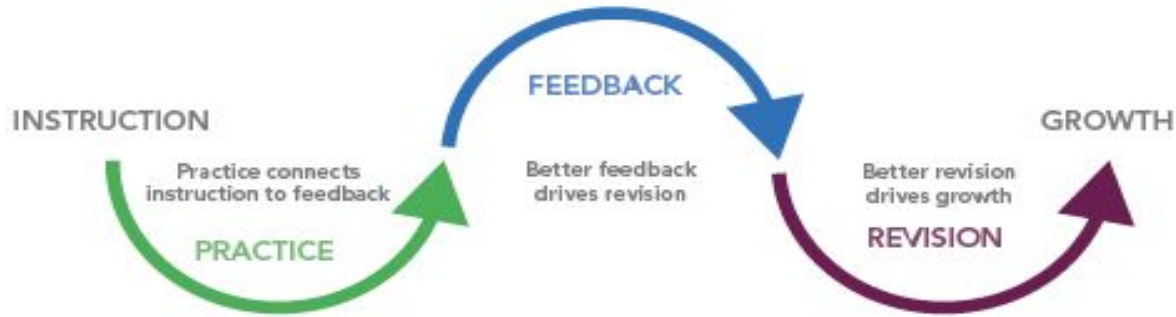 FEEDBACK
INSTRUCTION
GROWTH
Practice connects
instruction to feedback
PRACTICE
Better feedback
drives revision
Better revision
drives growth
REVISION